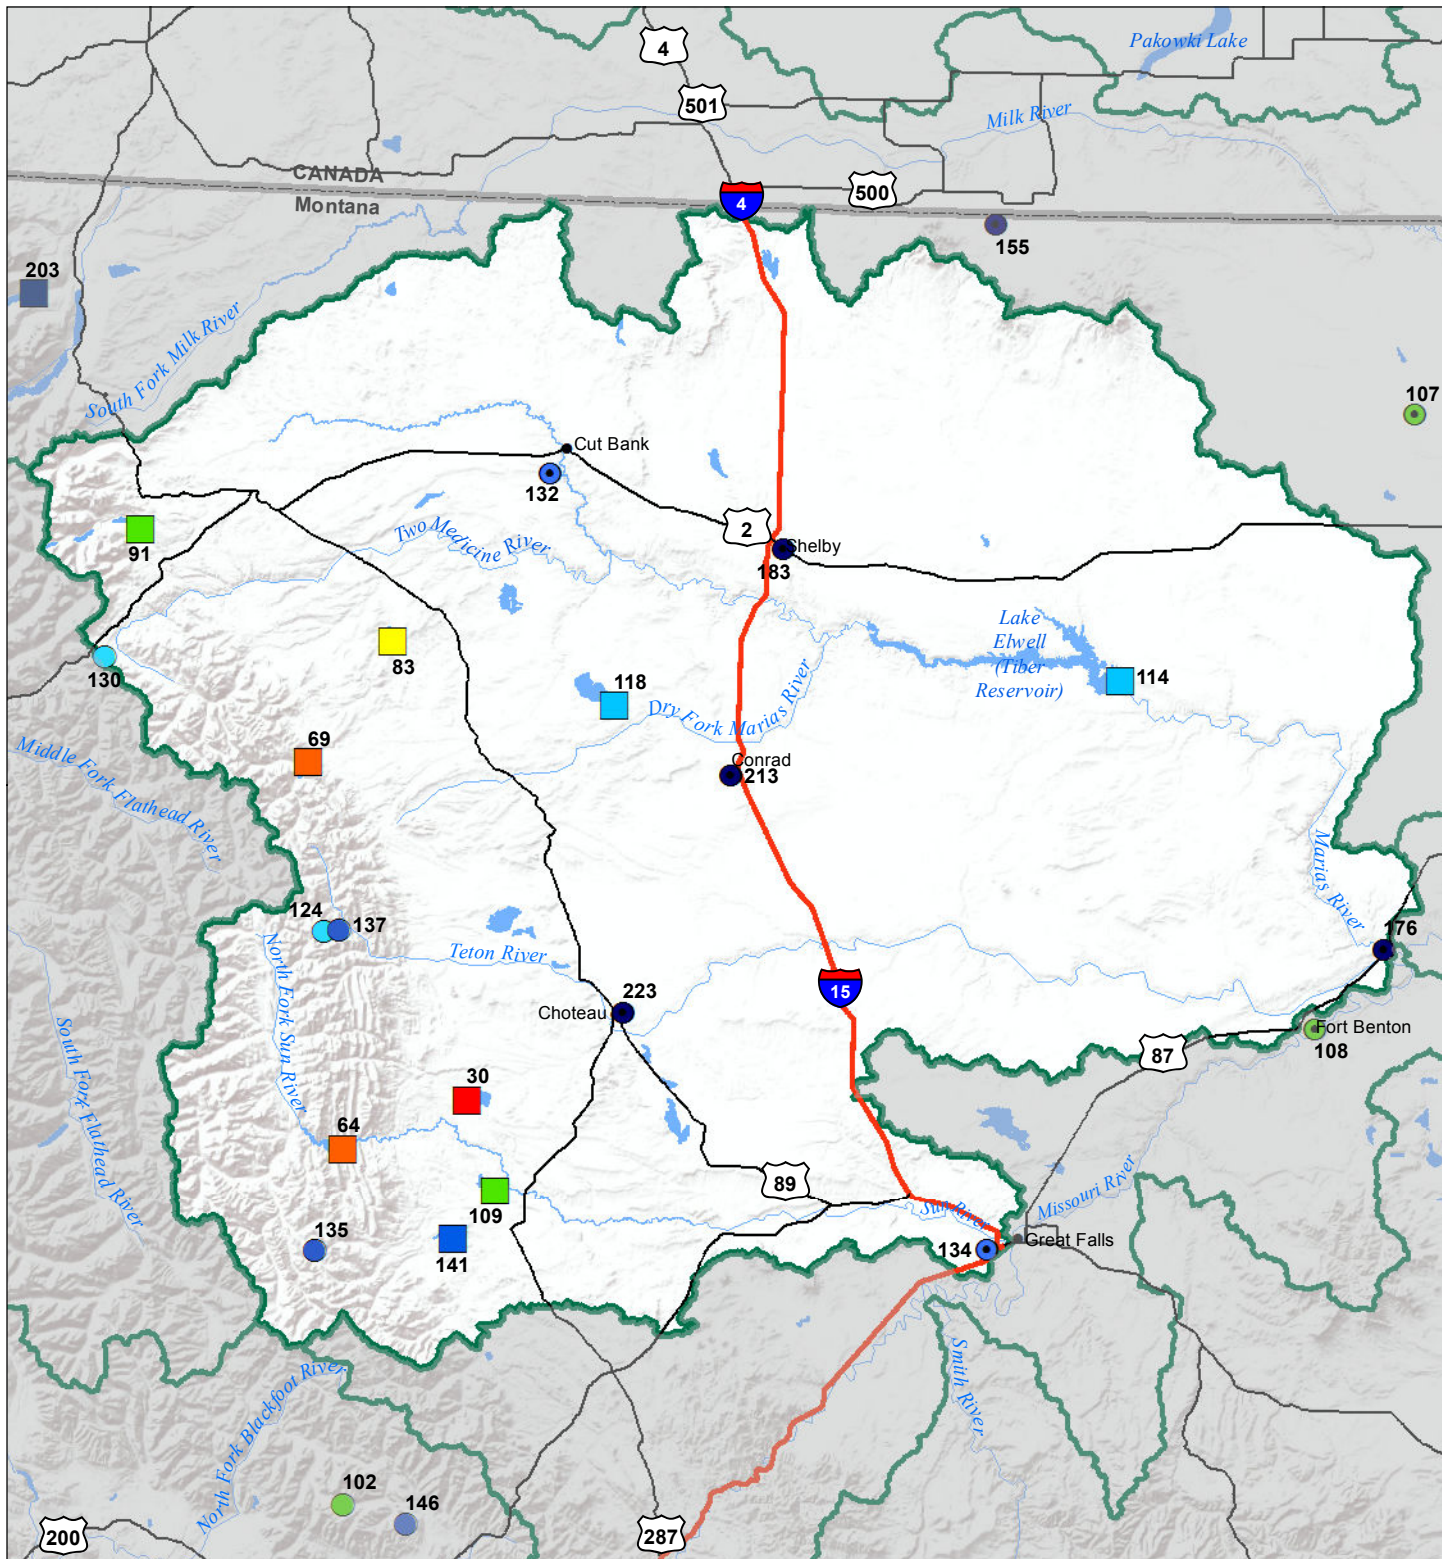 4
Pakowki Lake
501
Milk River
CANADA
Montana
4
500
155
203
South Fork Milk River
107
Cut Bank
132
2
Shelby
183
91
Two Medicine River
Lake
Elwell
(Tiber
Reservoir)
83
130
118
114
Dry Fork Marias River
69
Conrad
213
Middle Fork Flathead River
Marias River
124
137
176
North Fork Sun River
Teton River
223
15
Choteau
South Fork Flathead River
Fort Benton
108
87
30
64
89
109
Missouri River
Sun River
135
141
134
Great Falls
Smith River
North Fork Blackfoot River
102
146
200
287